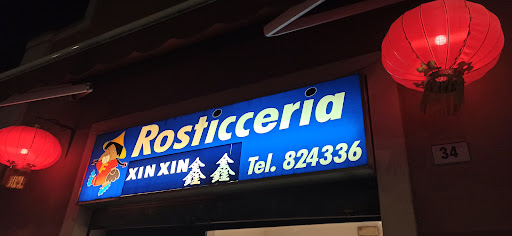 Rosticceria
XIN XIN 鑫 鑫 Tel. 824336
34